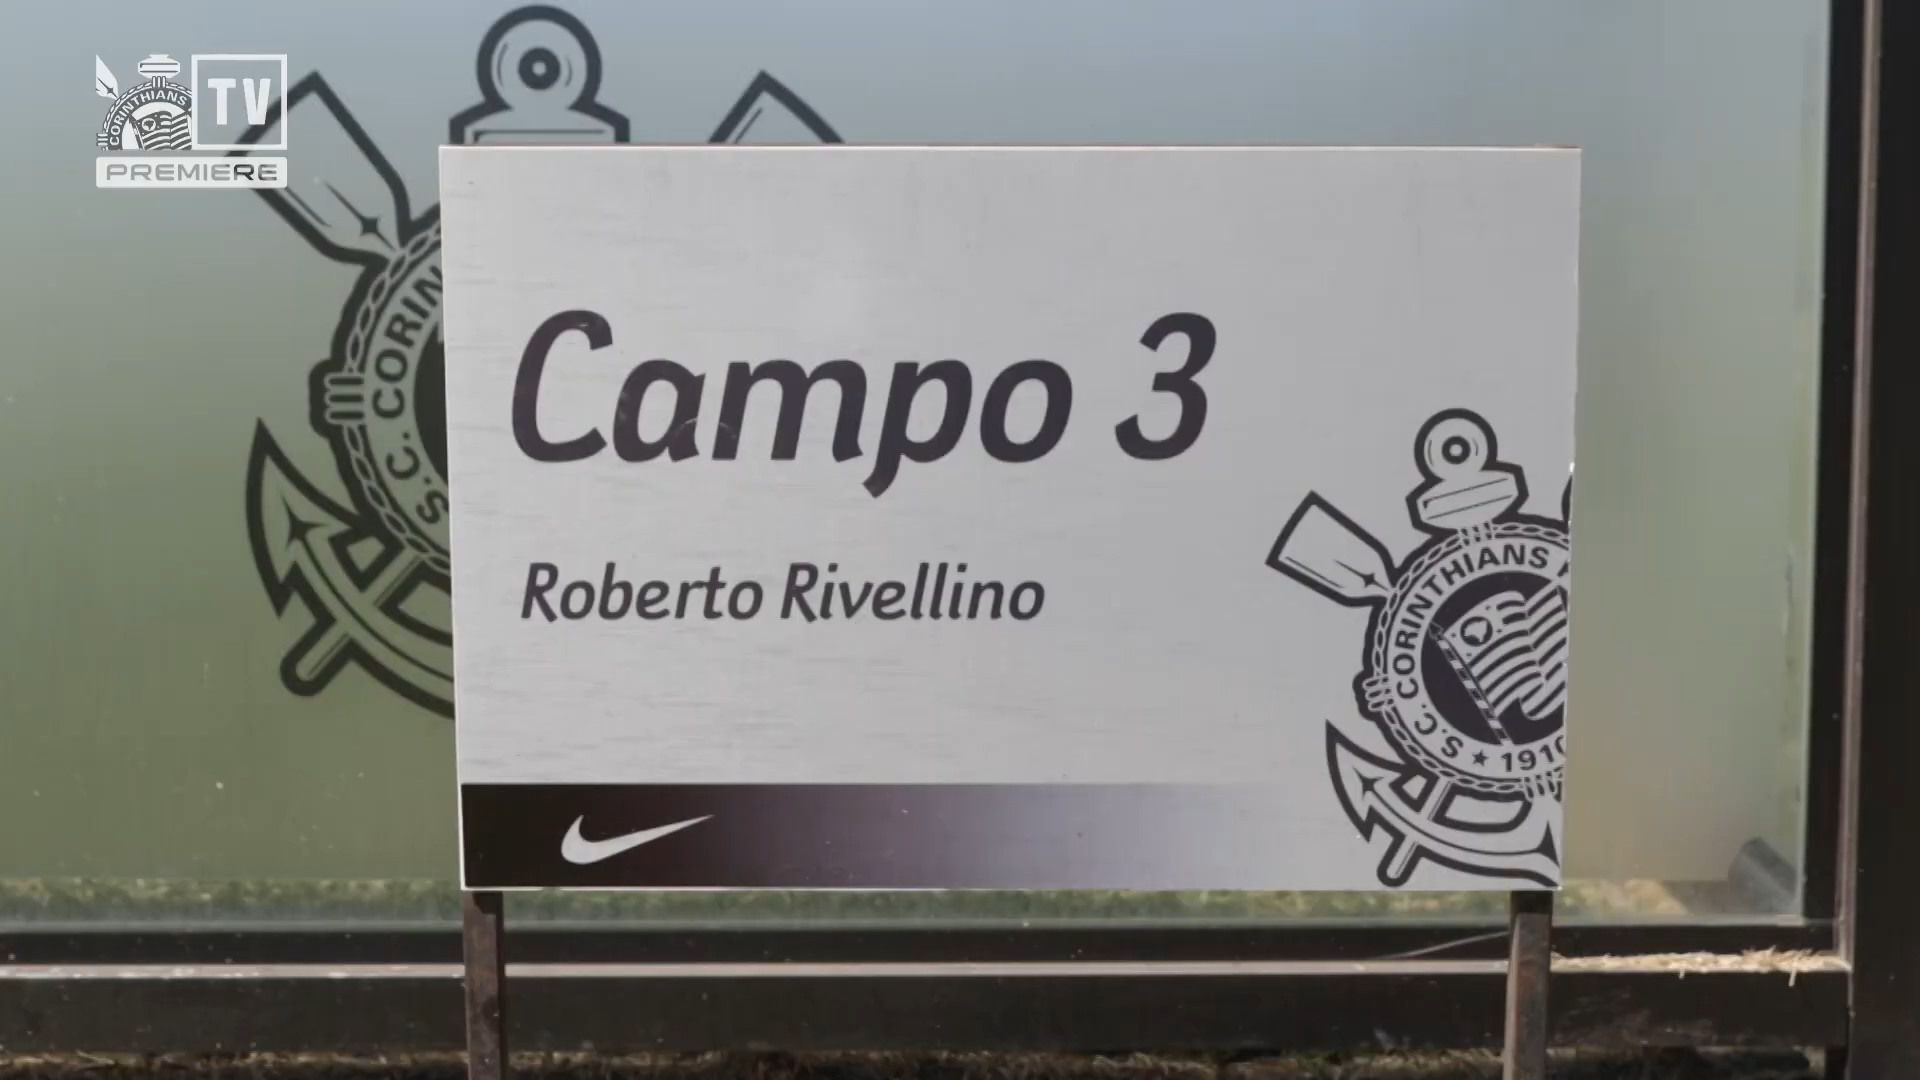 CORINTHIANS
TV
PREMIERE
S.C. CORIN
Campo 3
Roberto Rivellino
S.C. CORINTHIANS
1910